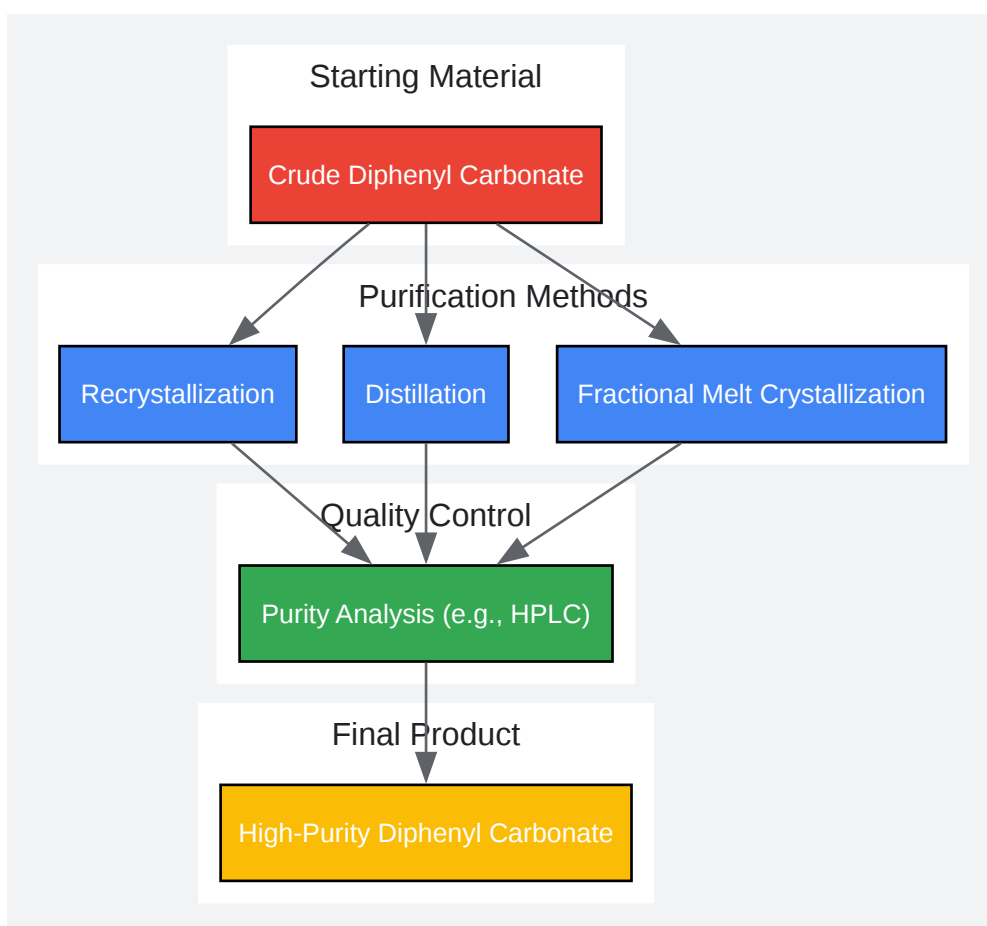 Starting Material
Crude Diphenyl Carbonate
Purification Methods
Recrystallization
Distillation
Fractional Melt Crystallization
Quality Control
Purity Analysis (e.g., HPLC)
Final Product
High-Purity Diphenyl Carbonate